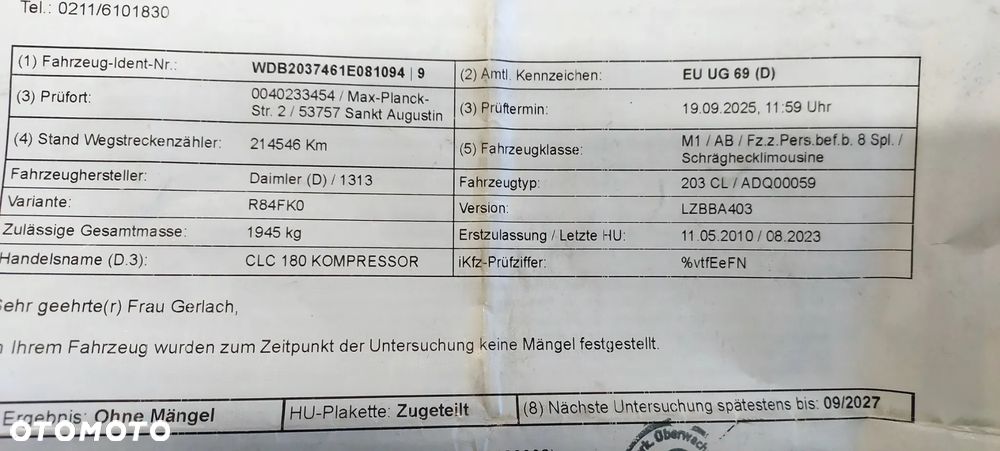 Tel.: 0211/6101830
(1) Fahrzeug-Ident-Nr.: WDB2037461E081094 | 9 (2) Amtl. Kennzeichen: EU UG 69 (D)
(3) Prüfort: 0040233454 / Max-Planck-
Str. 2 / 53757 Sankt Augustin (3) Prüftermin: 19.09.2025, 11:59 Uhr
(4) Stand Wegstreckenzähler: 214546 Km (5) Fahrzeugklasse: M1 / AB / Fz.z.Pers.bef.b. 8 Spl. /
Schräghecklimousine
Fahrzeughersteller: Daimler (D) / 1313 Fahrzeugtyp: 203 CL / ADQ00059
Variante: R84FK0 Version: LZBBA403
Zulässige Gesamtmasse: 1945 kg Erstzulassung / Letzte HU: 11.05.2010 / 08.2023
Handelsname (D.3): CLC 180 KOMPRESSOR iKfz-Prüfziffer: %vtfEeFN
Sehr geehrte(r) Frau Gerlach,
n Ihrem Fahrzeug wurden zum Zeitpunkt der Untersuchung keine Mängel festgestellt.
Ergebnis: Ohne Mängel HU-Plakette: Zugeteilt (8) Nächste Untersuchung spätestens bis: 09/2027
OTOMOTO